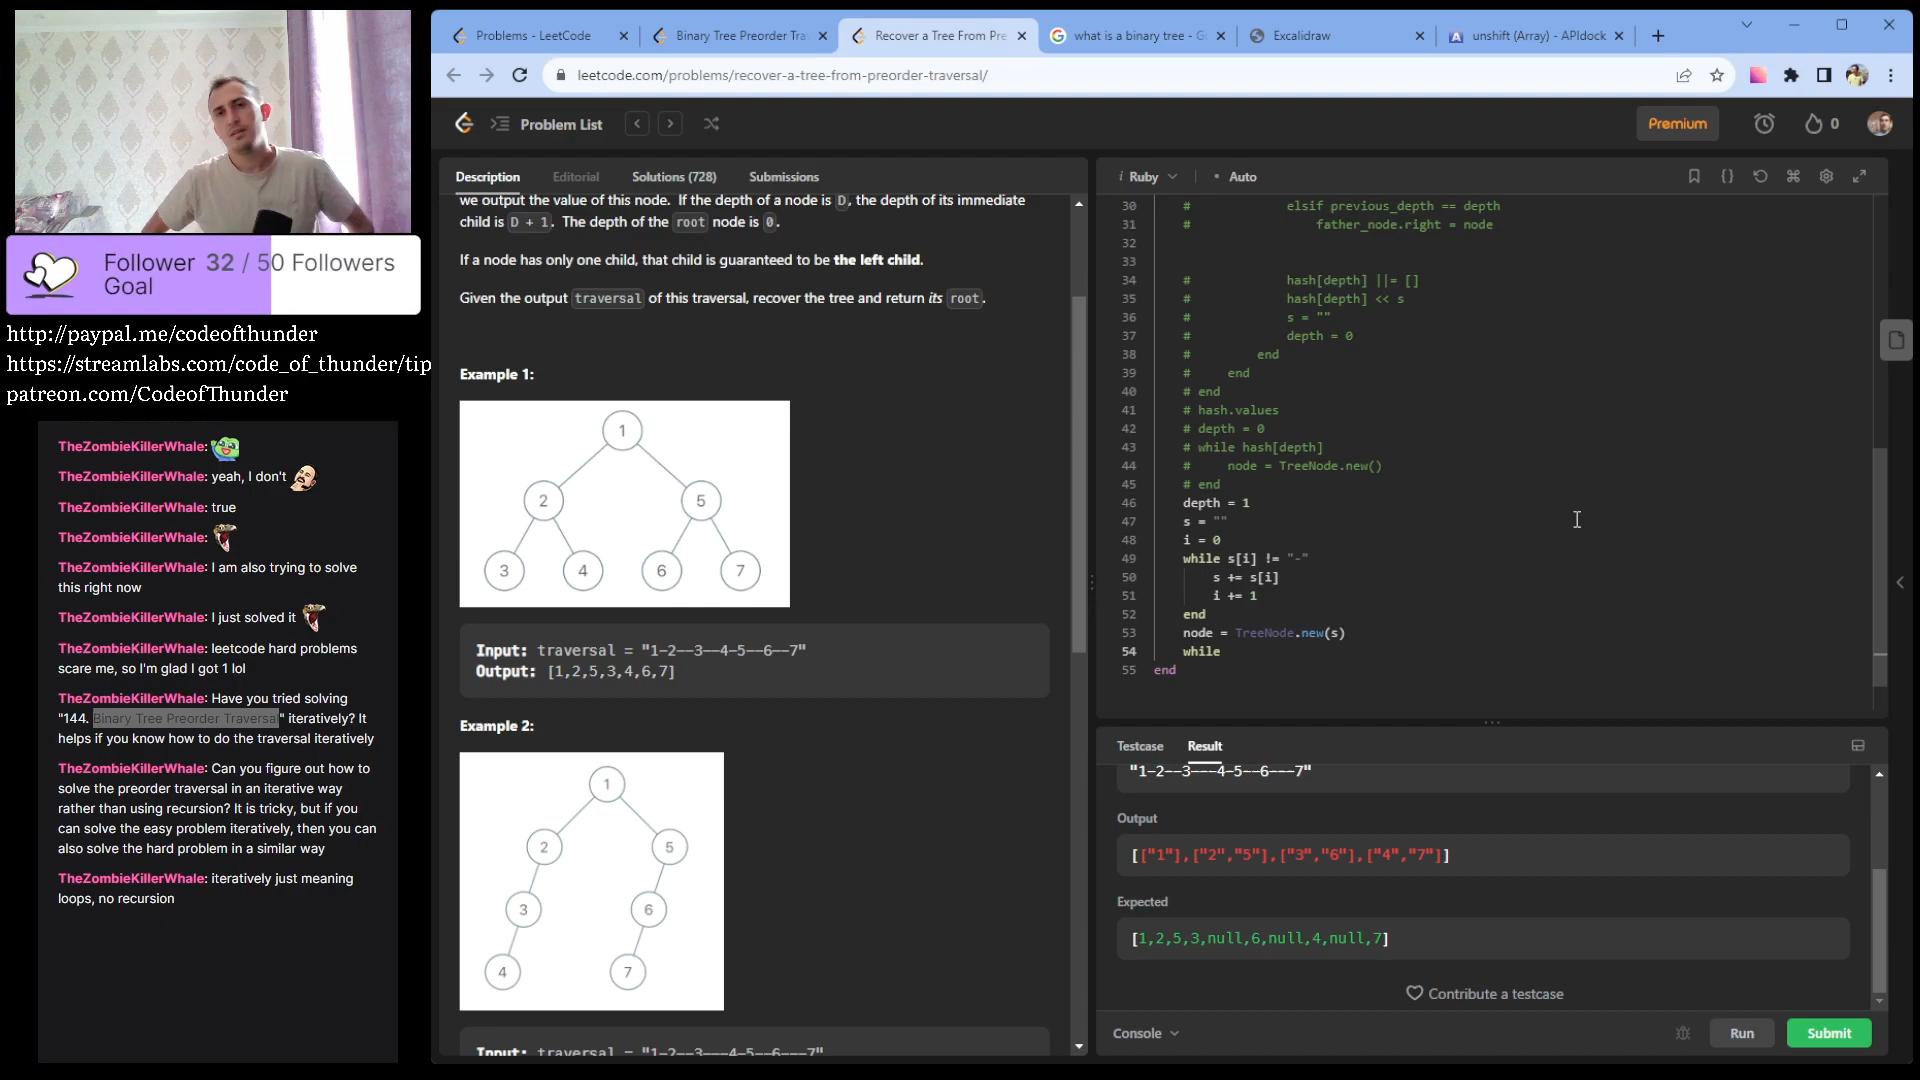 Problems - LeetCode
Binary Tree Preorder Tra
Recover a Tree From Pre
what is a binary tree - G
Excalidraw
unshift (Array) - APIdock
leetcode.com/problems/recover-a-tree-from-preorder-traversal/
Problem List
Premium
0
Follower 32 / 50 Followers
Goal
http://paypal.me/codeofthunder
https://streamlabs.com/code_of_thunder/tip
patreon.com/CodeofThunder
TheZombieKillerWhale:
TheZombieKillerWhale: yeah, I don't
TheZombieKillerWhale: true
TheZombieKillerWhale:
TheZombieKillerWhale: I am also trying to solve
this right now
TheZombieKillerWhale: I just solved it
TheZombieKillerWhale: leetcode hard problems
scare me, so I'm glad I got 1 lol
TheZombieKillerWhale: Have you tried solving
"144. Binary Tree Preorder Traversal" iteratively? It
helps if you know how to do the traversal iteratively
TheZombieKillerWhale: Can you figure out how to
solve the preorder traversal in an iterative way
rather than using recursion? It is tricky, but if you
can solve the easy problem iteratively, then you can
also solve the hard problem in a similar way
TheZombieKillerWhale: iteratively just meaning
loops, no recursion
Description
Editorial
Solutions (728)
Submissions
we output the value of this node. If the depth of a node is D, the depth of its immediate
child is D + 1. The depth of the root node is 0.
If a node has only one child, that child is guaranteed to be the left child.
Given the output traversal of this traversal, recover the tree and return its root.
Example 1:
1
2 5
3 4 6 7
Input: traversal = "1-2--3--4-5--6--7"
Output: [1,2,5,3,4,6,7]
Example 2:
1
2 5
3 6
4 7
Input: traversal = "1-2--3---4-5--6---7"
i Ruby
Auto
30 # elsif previous_depth == depth
31 # father_node.right = node
32
33
34 # hash[depth] ||= []
35 # hash[depth] << s
36 # s = ""
37 # depth = 0
38 # end
39 # end
40 # end
41 # hash.values
42 # depth = 0
43 # while hash[depth]
44 # node = TreeNode.new()
45 # end
46 depth = 1
47 s = ""
48 i = 0
49 while s[i] != "-"
50 s += s[i]
51 i += 1
52 end
53 node = TreeNode.new(s)
54 while
55 end
Testcase
Result
"1-2--3---4-5--6---7"
Output
[["1"],["2","5"],["3","6"],["4","7"]]
Expected
[1,2,5,3,null,6,null,4,null,7]
Contribute a testcase
Console
Run
Submit